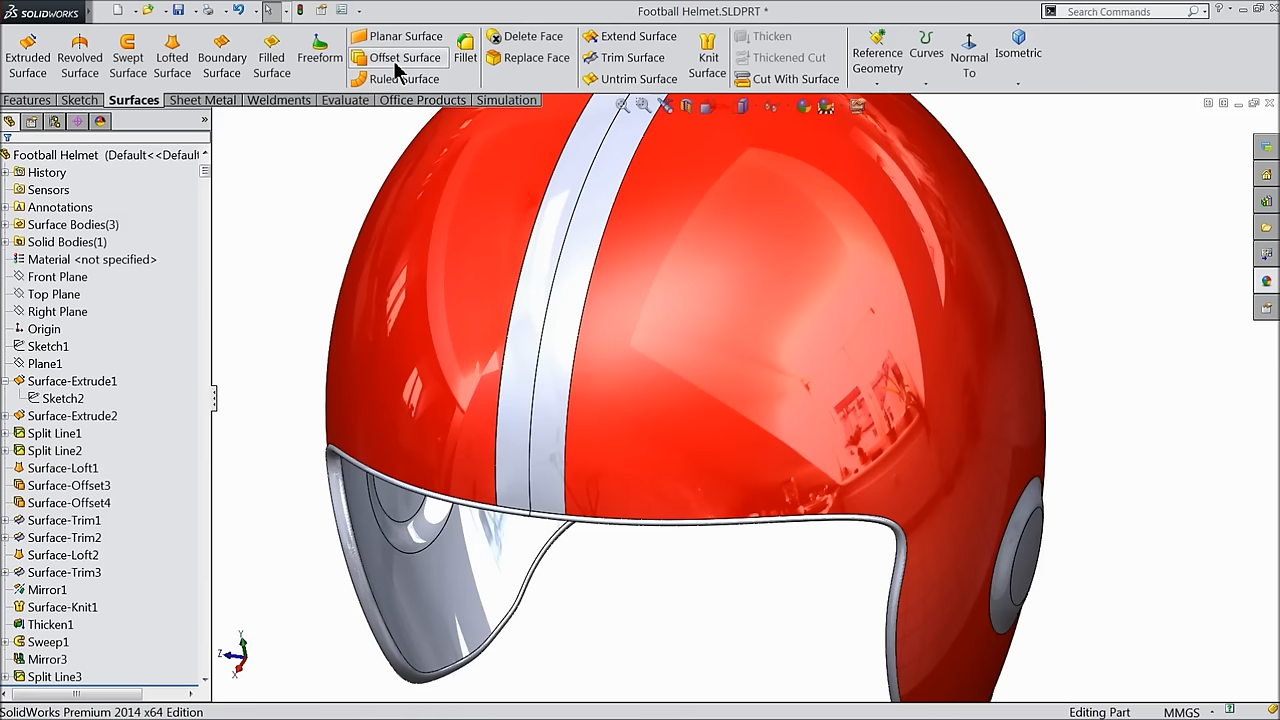 SOLIDWORKS
Football Helmet.SLDPRT *
Search Commands
Extruded Surface
Revolved Surface
Swept Surface
Lofted Surface
Boundary Surface
Filled Surface
Freeform
Planar Surface
Offset Surface
Ruled Surface
Fillet
Delete Face
Replace Face
Extend Surface
Trim Surface
Untrim Surface
Knit Surface
Thicken
Thickened Cut
Cut With Surface
Reference Geometry
Curves
Normal To
Isometric
Features
Sketch
Surfaces
Sheet Metal
Weldments
Evaluate
Office Products
Simulation
Football Helmet (Default<<Default
History
Sensors
Annotations
Surface Bodies(3)
Solid Bodies(1)
Material <not specified>
Front Plane
Top Plane
Right Plane
Origin
Sketch1
Plane1
Surface-Extrude1
Sketch2
Surface-Extrude2
Split Line1
Split Line2
Surface-Loft1
Surface-Offset3
Surface-Offset4
Surface-Trim1
Surface-Trim2
Surface-Loft2
Surface-Trim3
Mirror1
Surface-Knit1
Thicken1
Sweep1
Mirror3
Split Line3
Y
Z
X
SolidWorks Premium 2014 x64 Edition
Editing Part
MMGS